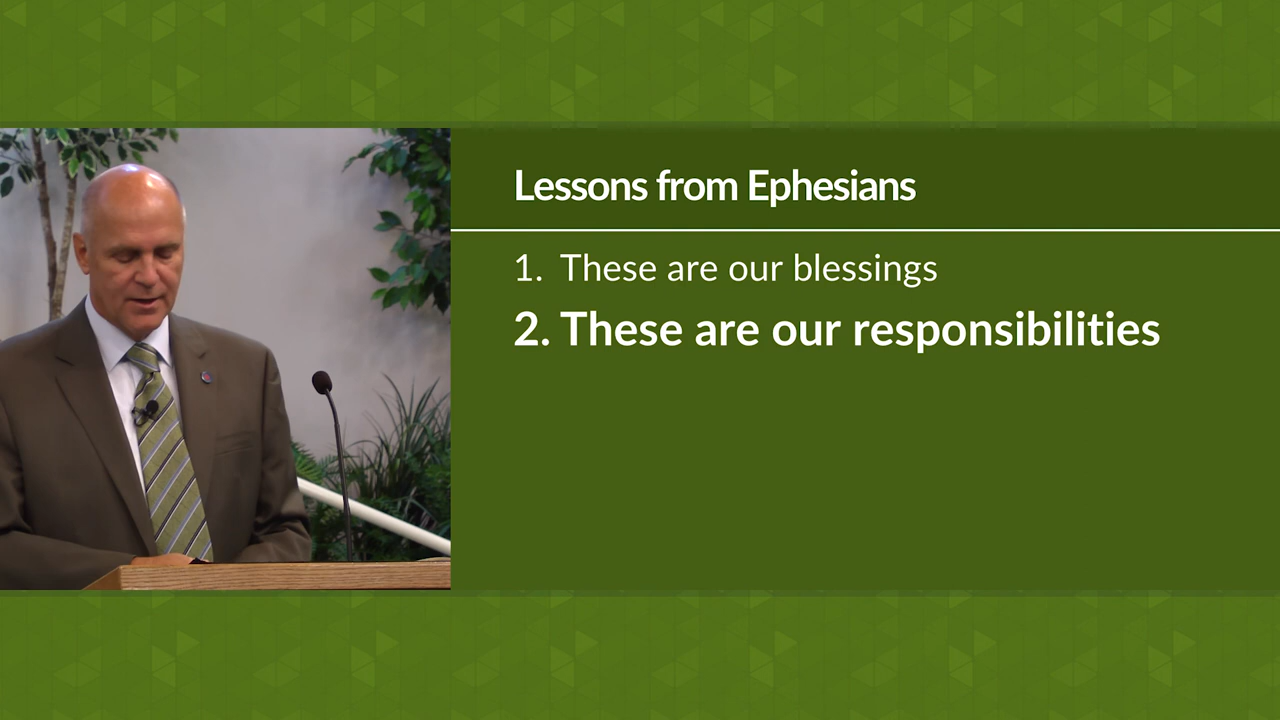 Lessons from Ephesians
1. These are our blessings
2. These are our responsibilities